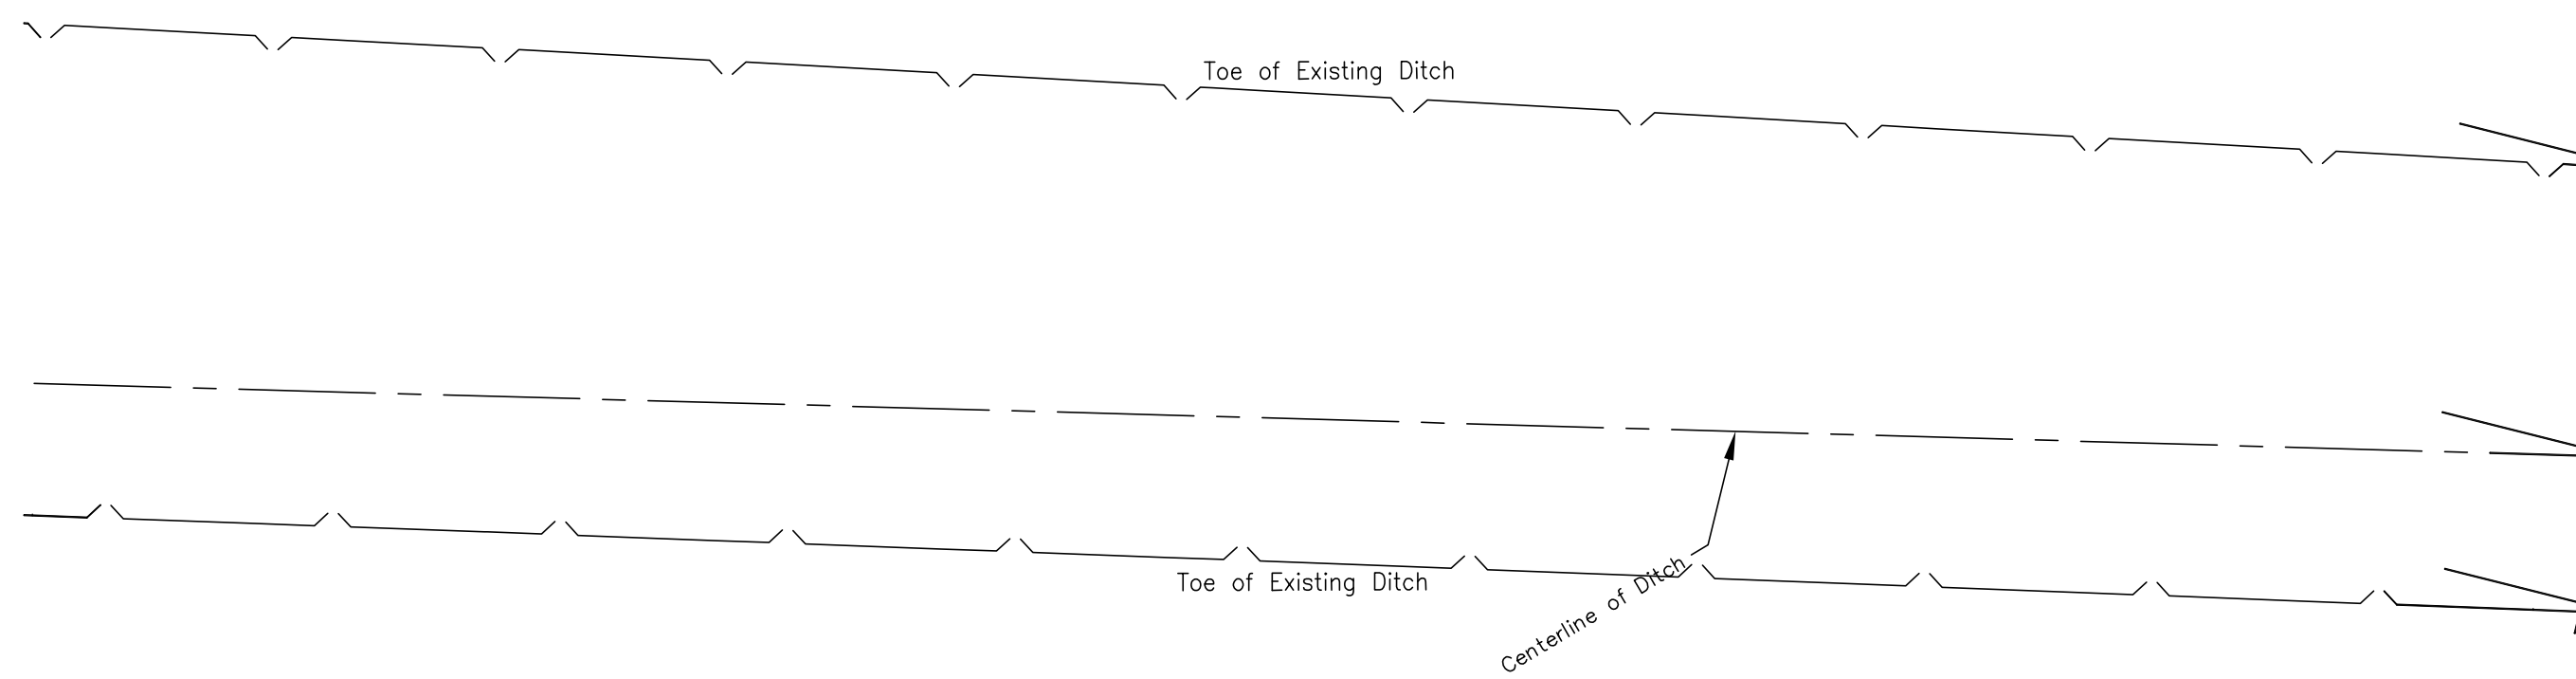 Toe of Existing Ditch
Toe of Existing Ditch
Centerline of Ditch